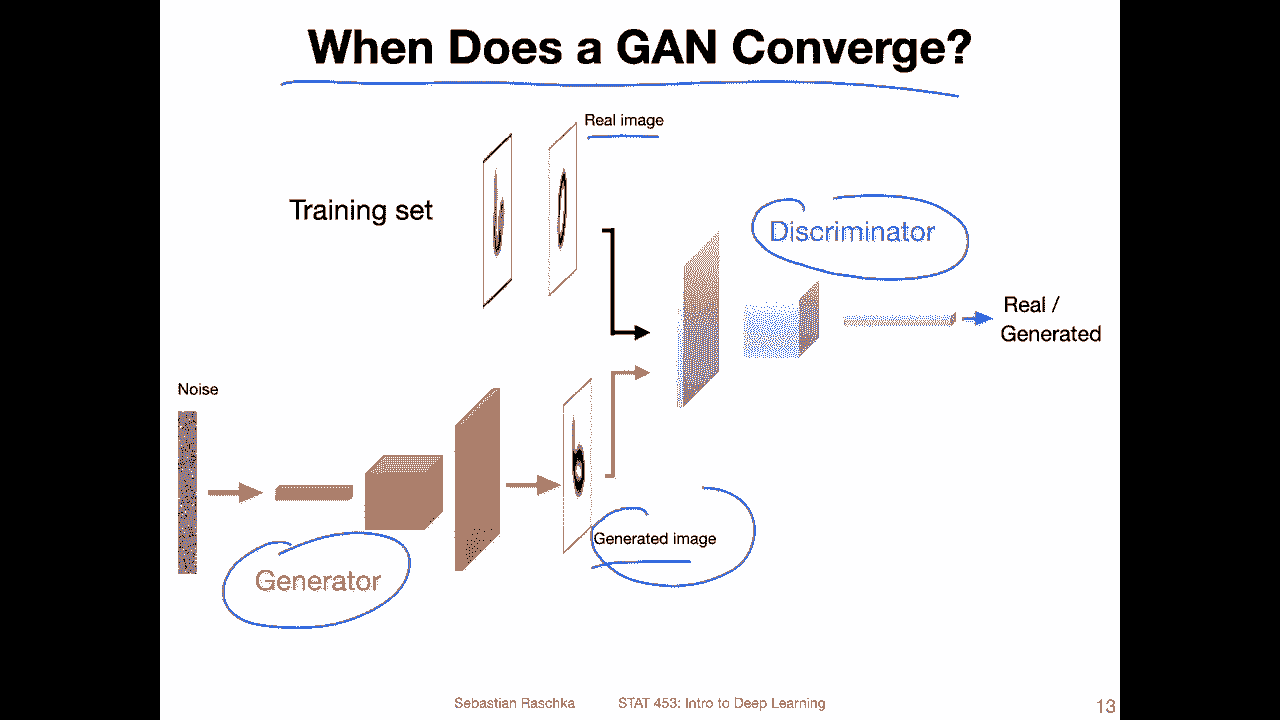 When Does a GAN Converge?
Real image
Training set
Discriminator
Real /
Generated
Noise
Generated image
Generator
Sebastian Raschka STAT 453: Intro to Deep Learning 13